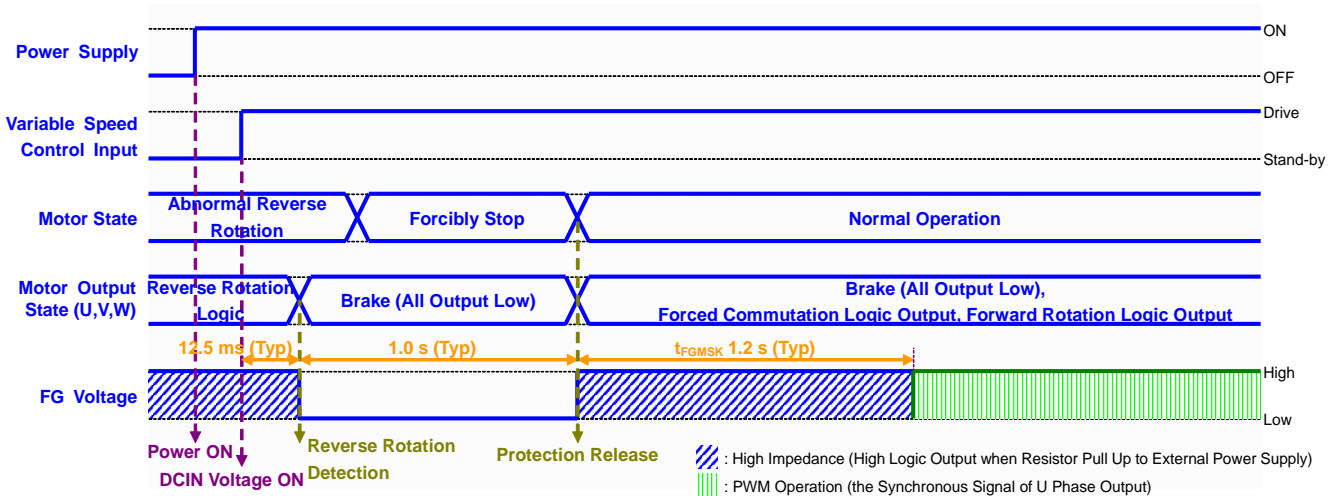 Power Supply
ON
OFF
Variable Speed
Control Input
Drive
Stand-by
Motor State
Abnormal Reverse
Rotation
Forcibly Stop
Normal Operation
Motor Output
State (U,V,W)
Reverse Rotation
Logic
Brake (All Output Low)
Brake (All Output Low),
Forced Commutation Logic Output, Forward Rotation Logic Output
12.5 ms (Typ)
1.0 s (Typ)
tFGMSK 1.2 s (Typ)
FG Voltage
High
Low
Power ON
DCIN Voltage ON
Reverse Rotation
Detection
Protection Release
: High Impedance (High Logic Output when Resistor Pull Up to External Power Supply)
: PWM Operation (the Synchronous Signal of U Phase Output)